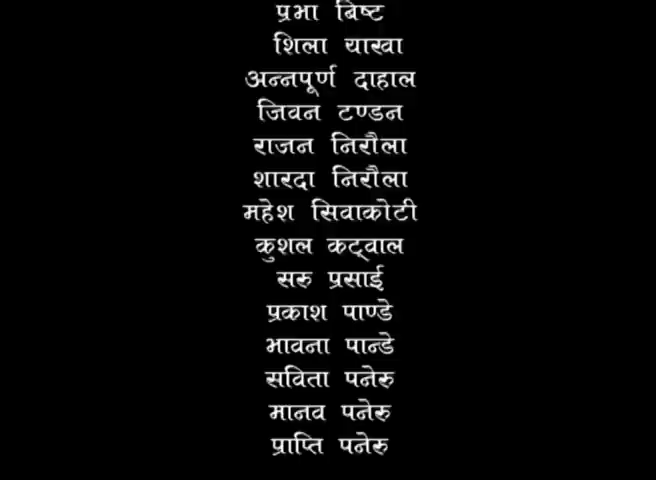 प्रभा बिष्ट
शिला याखा
अन्नपूर्ण दाहाल
जिवन टण्डन
राजन निरौला
शारदा निरौला
महेश सिवाकोटी
कुशल कट्वाल
सरु प्रसाई
प्रकाश पाण्डे
भावना पान्डे
सविता पनेरु
मानव पनेरु
प्राप्ति पनेरु